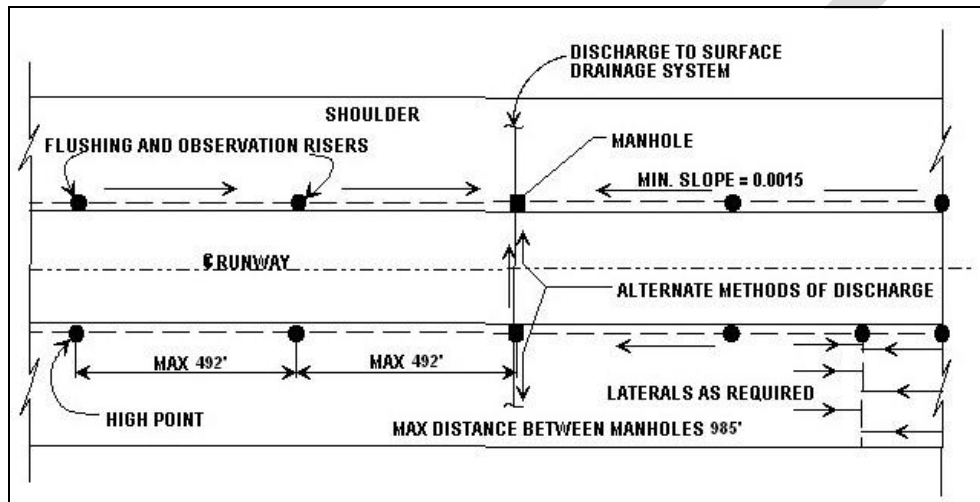 DISCHARGE TO SURFACE
DRAINAGE SYSTEM
SHOULDER
FLUSHING AND OBSERVATION RISERS
MANHOLE
MIN. SLOPE = 0.0015
℄ RUNWAY
ALTERNATE METHODS OF DISCHARGE
MAX 492'
MAX 492'
LATERALS AS REQUIRED
HIGH POINT
MAX DISTANCE BETWEEN MANHOLES 985'